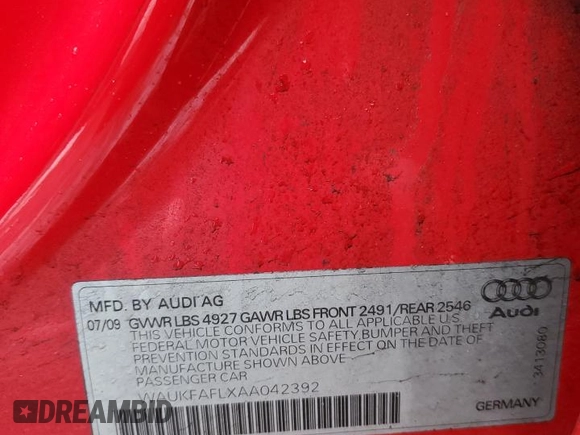 MFD. BY AUDI AG
07/09 GVWR LBS 4927 GAWR LBS FRONT 2491/REAR 2546
THIS VEHICLE CONFORMS TO ALL APPLICABLE U.S.
FEDERAL MOTOR VEHICLE SAFETY, BUMPER AND THEFT
PREVENTION STANDARDS IN EFFECT ON THE DATE OF
MANUFACTURE SHOWN ABOVE
PASSENGER CAR
WAUKFAFLXAA042392
Audi
3413080
GERMANY
DREAMBID